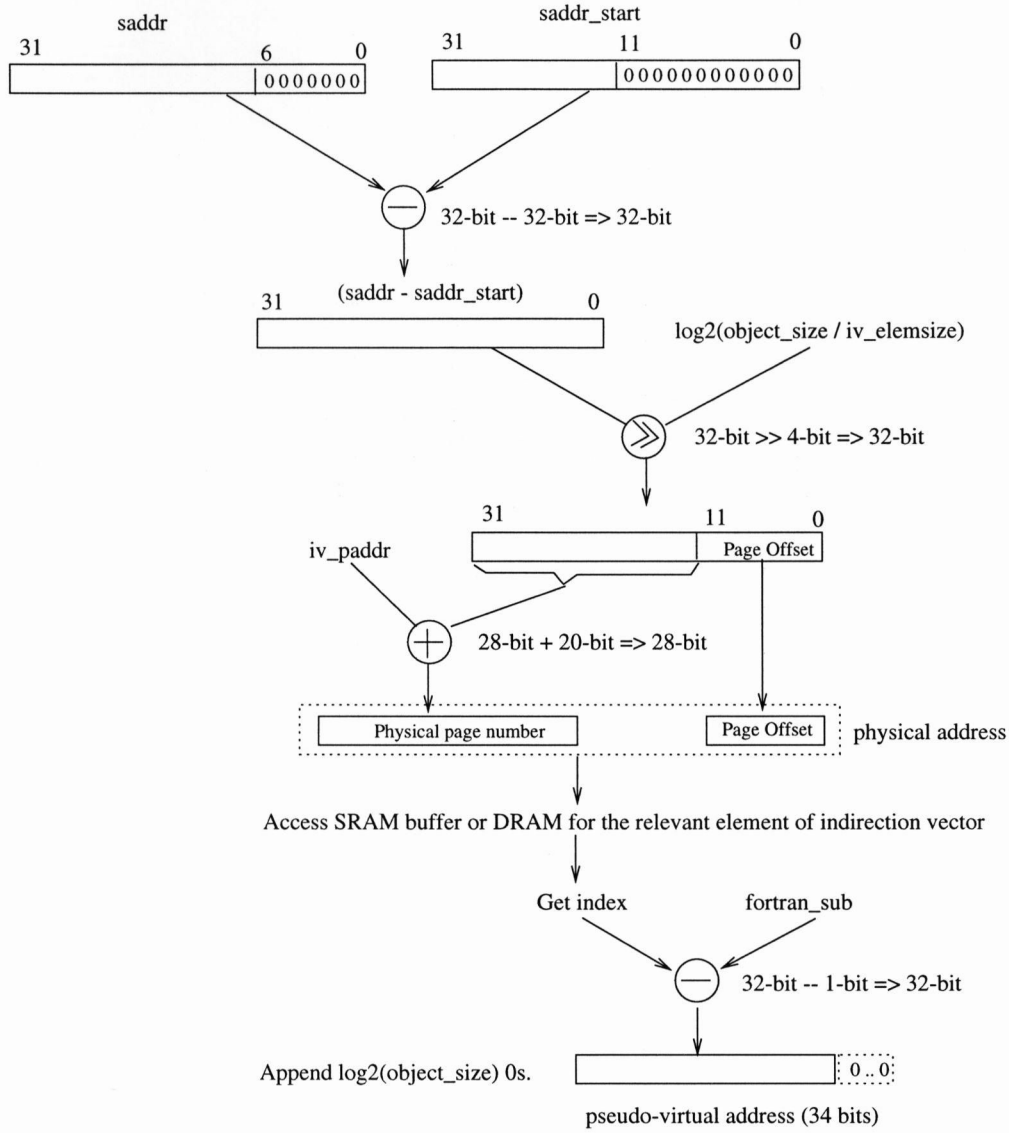 saddr
saddr_start
31 6 0
31 11 0
0000000
000000000000
32-bit -- 32-bit => 32-bit
(saddr - saddr_start)
31 0
log2(object_size / iv_elemsize)
32-bit >> 4-bit => 32-bit
31 11 0
iv_paddr
Page Offset
28-bit + 20-bit => 28-bit
Physical page number
Page Offset
physical address
Access SRAM buffer or DRAM for the relevant element of indirection vector
Get index
fortran_sub
32-bit -- 1-bit => 32-bit
Append log2(object_size) 0s.
0 .. 0
pseudo-virtual address (34 bits)